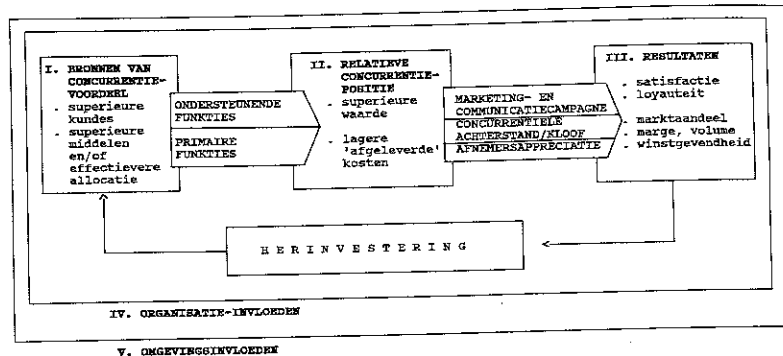 I. BRONNEN VAN
CONCURRENTIE-
VOORDEEL
. superieure
kundes
. superieure
middelen
en/of
effectievere
allocatie
ONDERSTEUNENDE
FUNKTIES
PRIMAIRE
FUNKTIES
II. RELATIEVE
CONCURRENTIE-
POSITIE
. superieure
waarde
. lagere
'afgeleverde'
kosten
MARKETING- EN
COMMUNICATIECAMPAGNE
CONCURRENTIELE
ACHTERSTAND/KLOOF
AFNEMERSAPPRECIATIE
III. RESULTATEN
. satisfactie
. loyauteit
. marktaandeel
. marge, volume
. winstgevendheid
HERINVESTERING
IV. ORGANISATIE-INVLOEDEN
V. OMGEVINGSINVLOEDEN